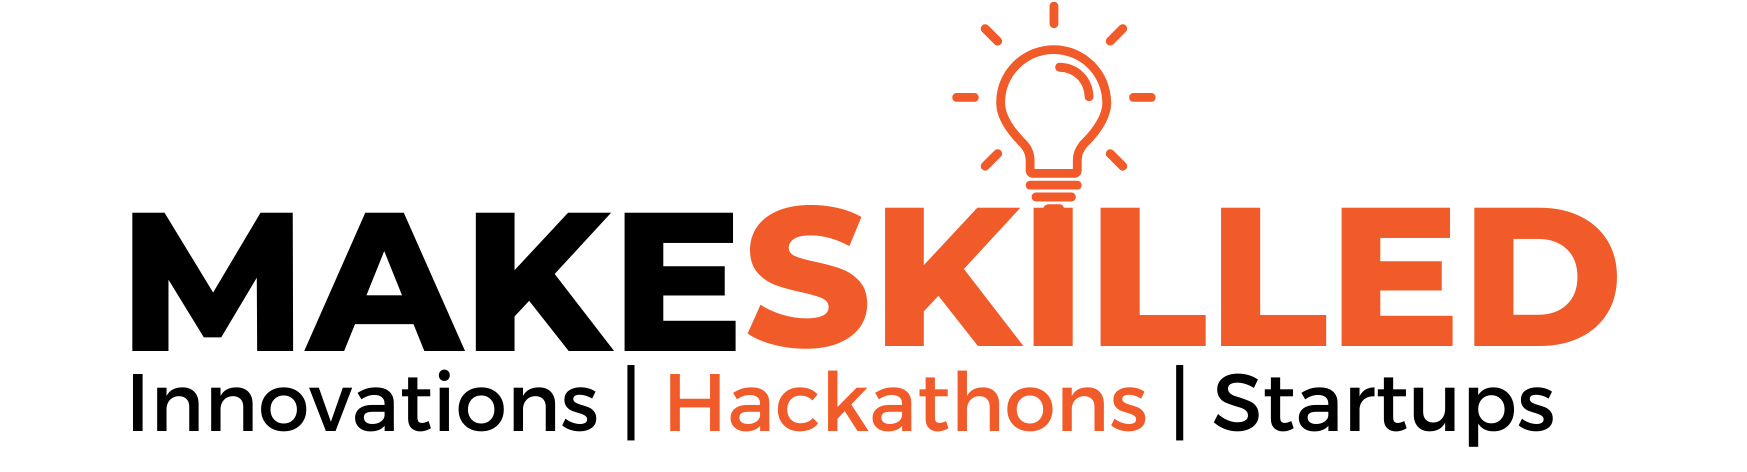 MAKESKILLED
Innovations | Hackathons | Startups